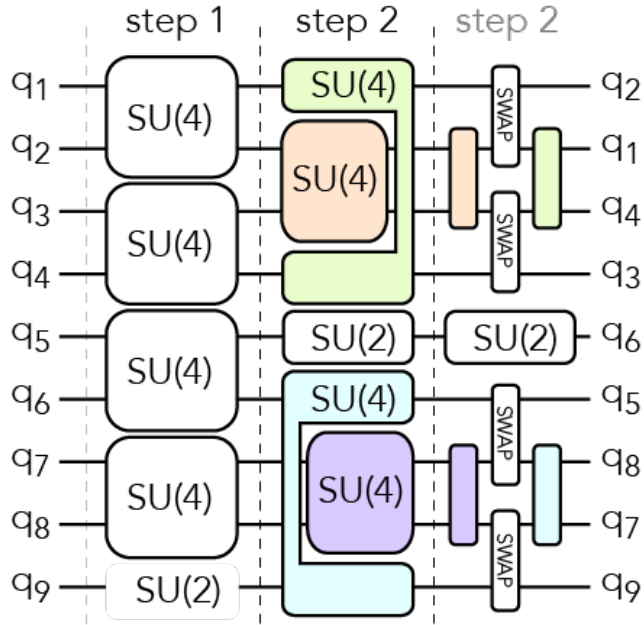 step 1 step 2 step 2
q1 SU(4) SU(4) SWAP q2
q2 SU(4) q1
q3 SU(4) SWAP q4
q4 q3
q5 SU(4) SU(2) SU(2) q6
q6 SU(4) SWAP q5
q7 SU(4) SU(4) q8
q8 SWAP q7
q9 SU(2) q9